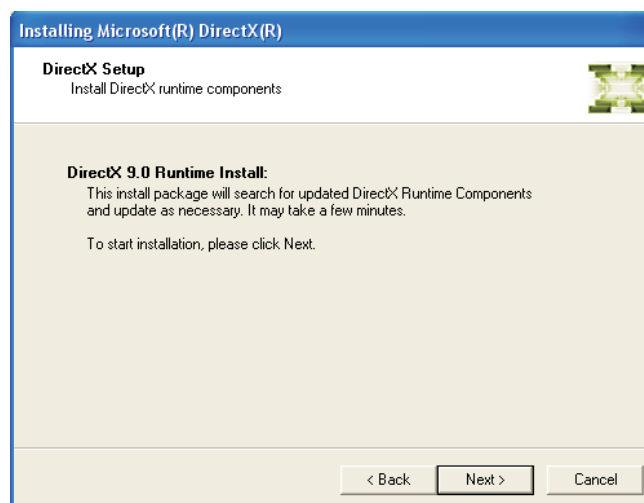 Installing Microsoft(R) DirectX(R)
DirectX Setup
Install DirectX runtime components
DirectX 9.0 Runtime Install:
This install package will search for updated DirectX Runtime Components
and update as necessary. It may take a few minutes.
To start installation, please click Next.
< Back
Next >
Cancel